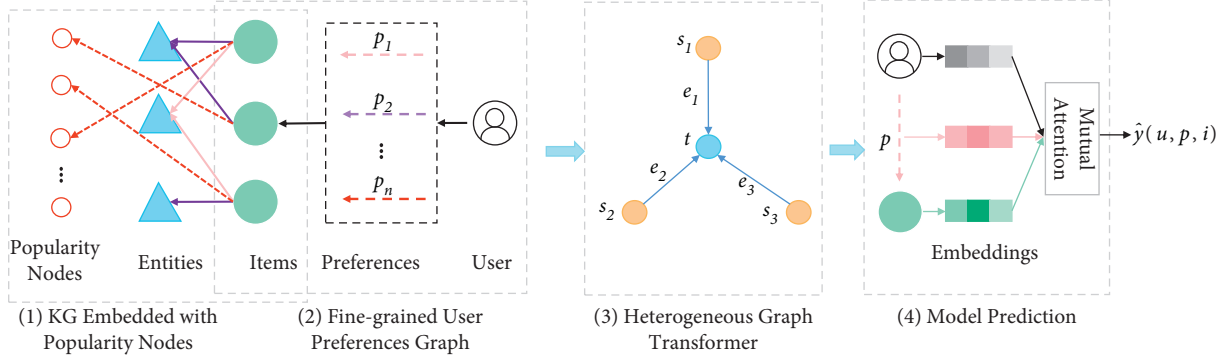 p1
p2
⋮
pn
⋮
Popularity
Nodes
Entities
Items
Preferences
User
(1) KG Embedded with
Popularity Nodes
(2) Fine-grained User
Preferences Graph
s1
e1
t
e2
e3
s2
s3
(3) Heterogeneous Graph
Transformer
p
Mutual
Attention
ŷ(u, p, i)
Embeddings
(4) Model Prediction